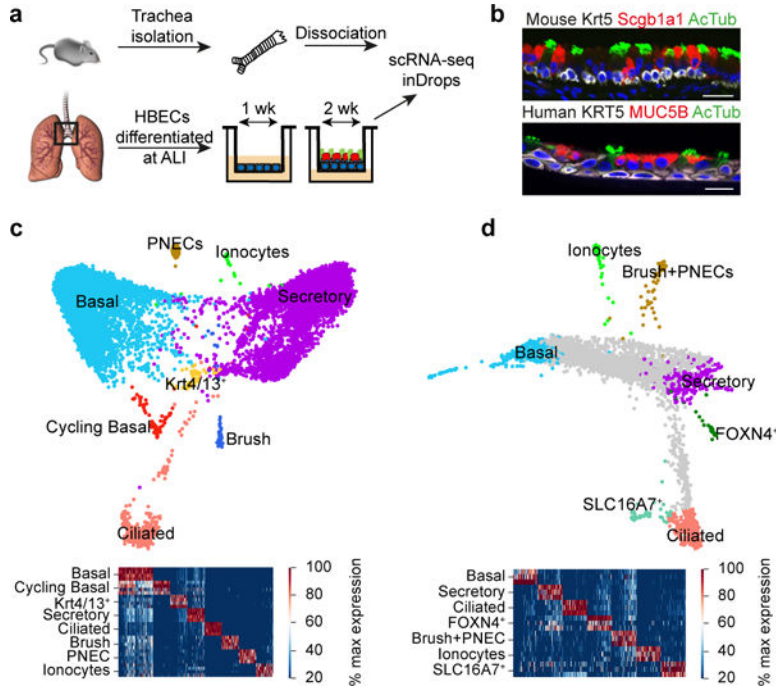 a
Trachea
isolation
Dissociation
scRNA-seq
inDrops
HBECs
differentiated
at ALI
1 wk
2 wk
b
Mouse Krt5 Scgb1a1 AcTub
Human KRT5 MUC5B AcTub
c
PNECs
Ionocytes
Basal
Secretory
Krt4/13+
Cycling Basal
Brush
Ciliated
Basal
Cycling Basal
Krt4/13+
Secretory
Ciliated
Brush
PNEC
Ionocytes
100
80
60
40
20
% max expression
d
Ionocytes
Brush+PNECs
Basal
Secretory
FOXN4+
SLC16A7+
Ciliated
Basal
Secretory
Ciliated
FOXN4+
Brush+PNEC
Ionocytes
SLC16A7+
100
80
60
40
20
% max expression